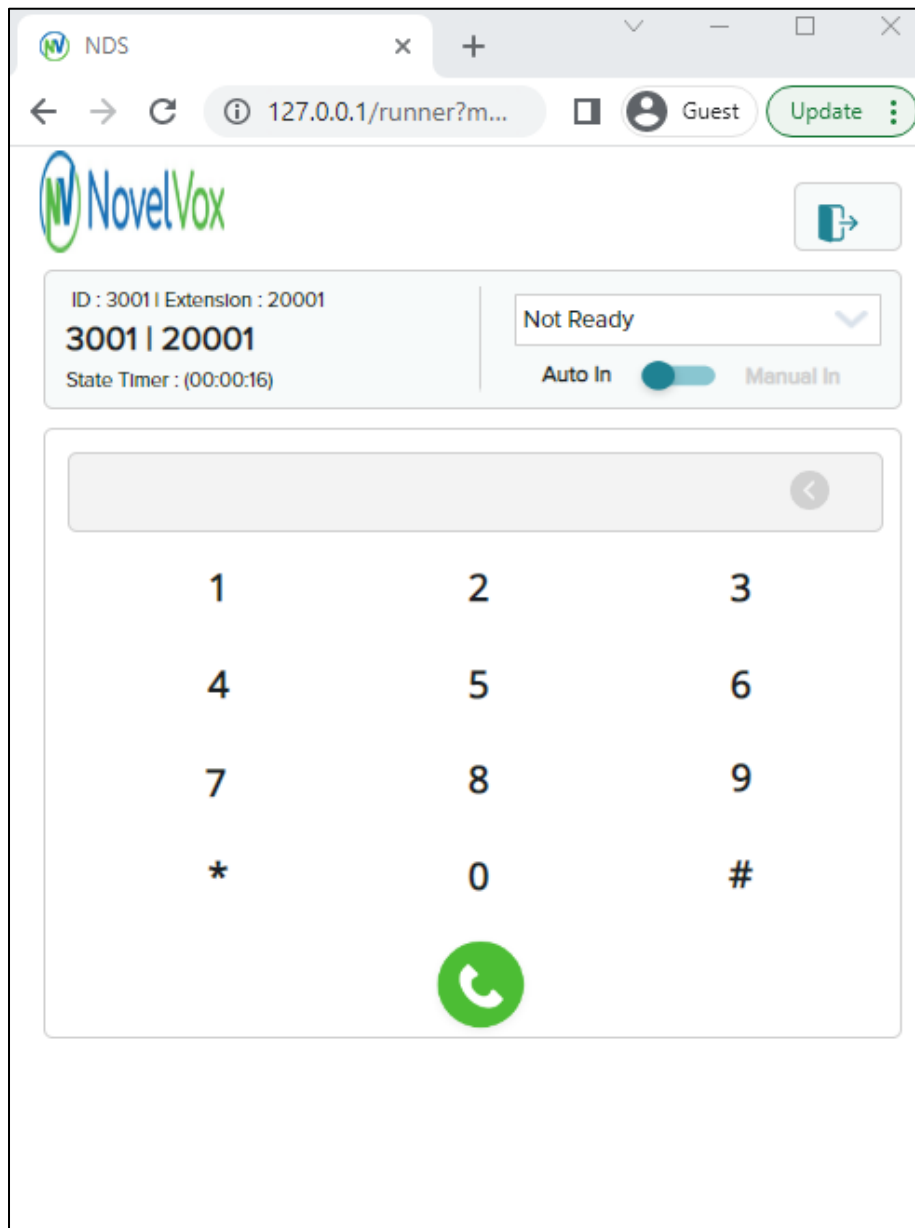 NDS
127.0.0.1/runner?m...
Guest
Update
NovelVox
ID : 3001 | Extension : 20001
3001 | 20001
State Timer : (00:00:16)
Not Ready
Auto In
Manual In
1 2 3
4 5 6
7 8 9
* 0 #